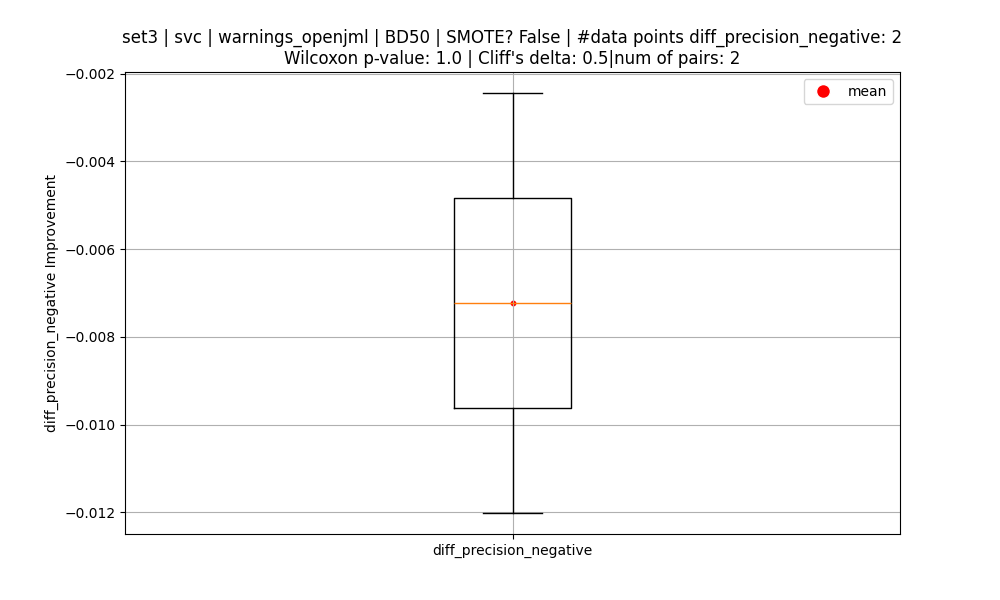 set3 | svc | warnings_openjml | BD50 | SMOTE? False | #data points diff_precision_negative: 2
Wilcoxon p-value: 1.0 | Cliff's delta: 0.5|num of pairs: 2
mean
diff_precision_negative Improvement
−0.002
−0.004
−0.006
−0.008
−0.010
−0.012
diff_precision_negative